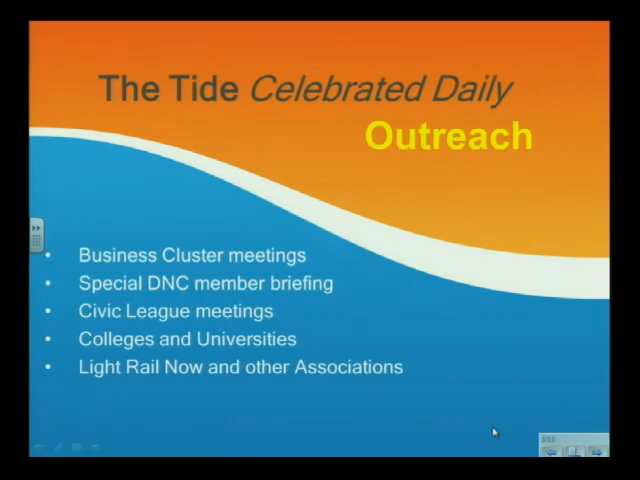 The Tide Celebrated Daily
Outreach
• Business Cluster meetings
• Special DNC member briefing
• Civic League meetings
• Colleges and Universities
• Light Rail Now and other Associations